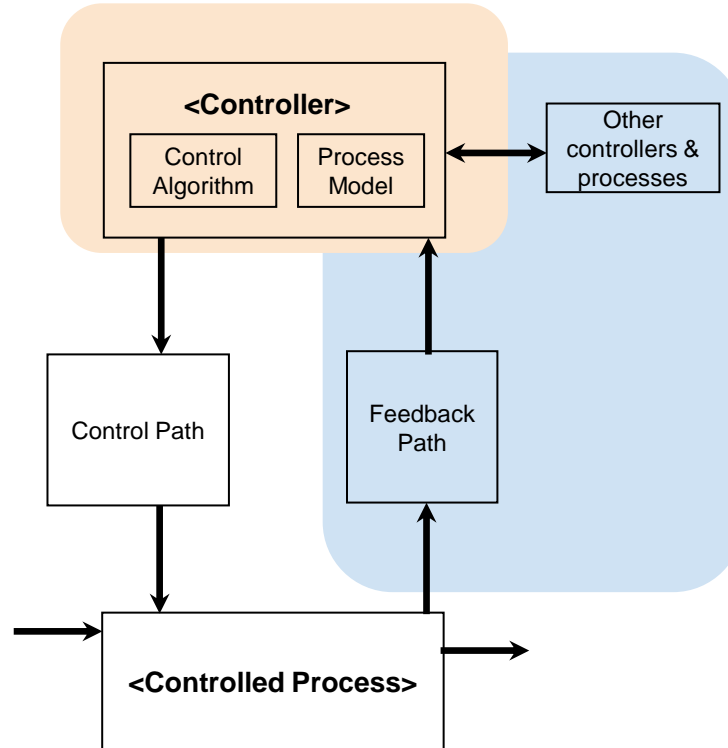 <Controller>
Control
Algorithm
Process
Model
Other
controllers &
processes
Control Path
Feedback
Path
<Controlled Process>